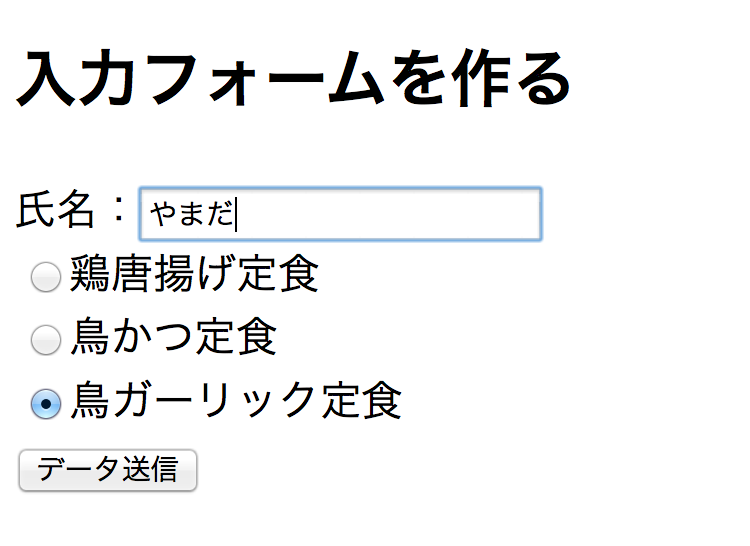 入力フォームを作る
氏名：やまだ
鶏唐揚げ定食
鳥かつ定食
鳥ガーリック定食
データ送信